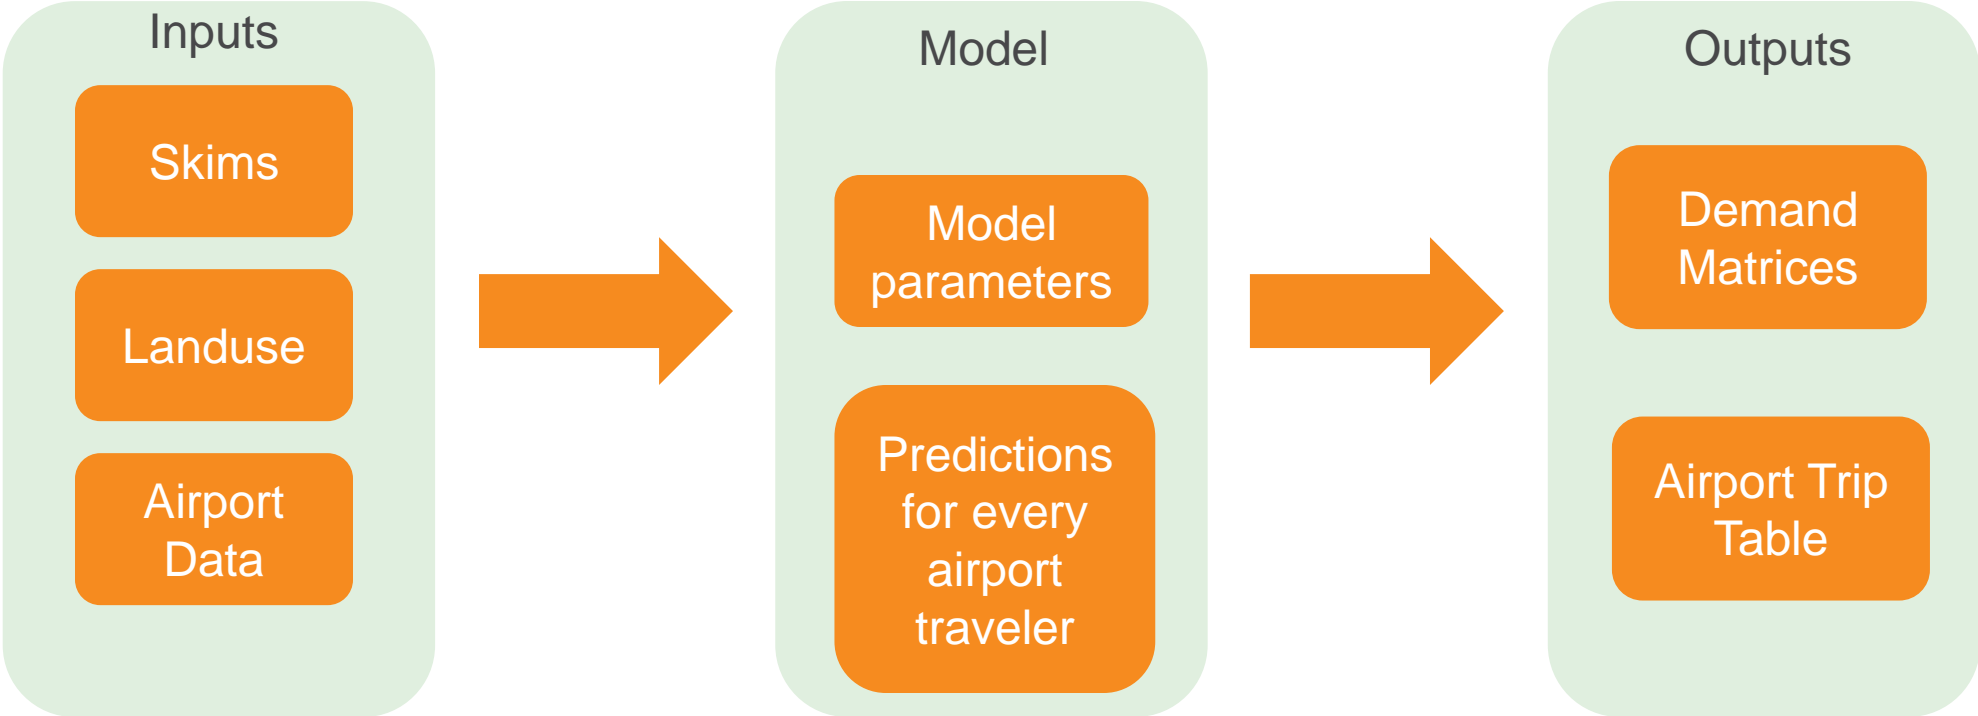 Inputs
Skims
Landuse
Airport
Data
Model
Model
parameters
Predictions
for every
airport
traveler
Outputs
Demand
Matrices
Airport Trip
Table